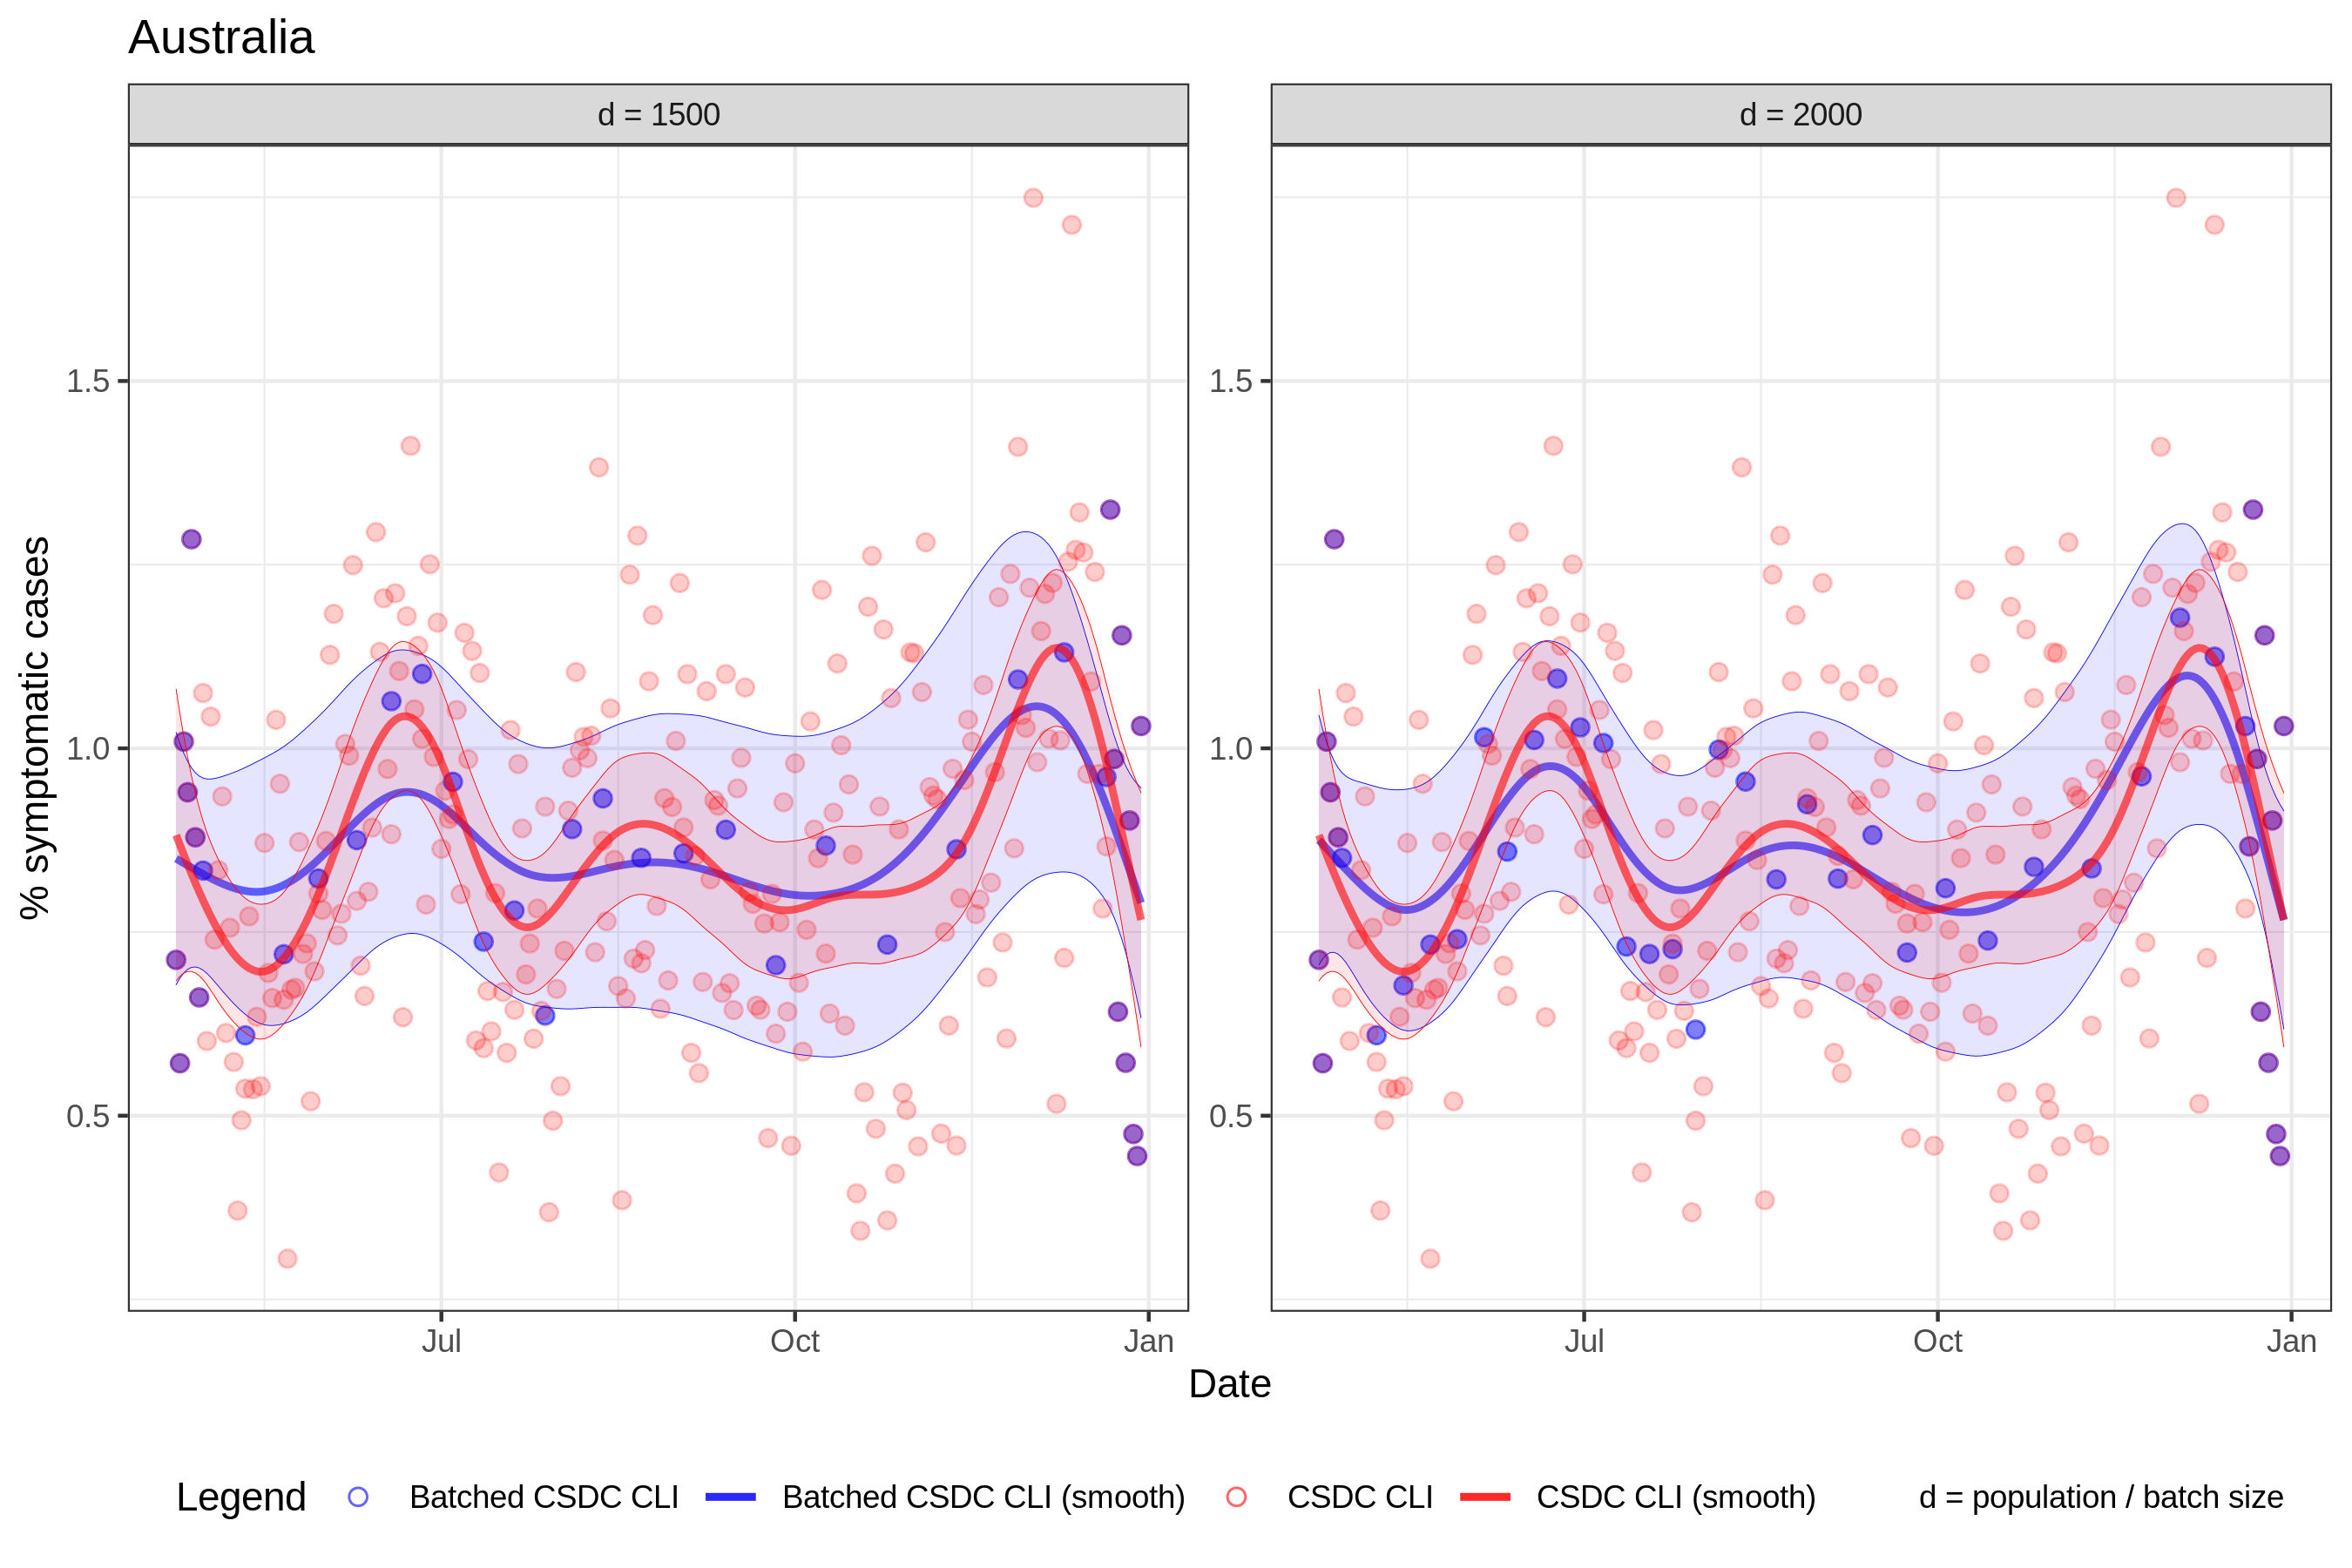 Australia
d = 1500
d = 2000
% symptomatic cases
1.5
1.0
0.5
1.5
1.0
0.5
Jul
Oct
Jan
Jul
Oct
Jan
Date
Legend
Batched CSDC CLI
Batched CSDC CLI (smooth)
CSDC CLI
CSDC CLI (smooth)
d = population / batch size